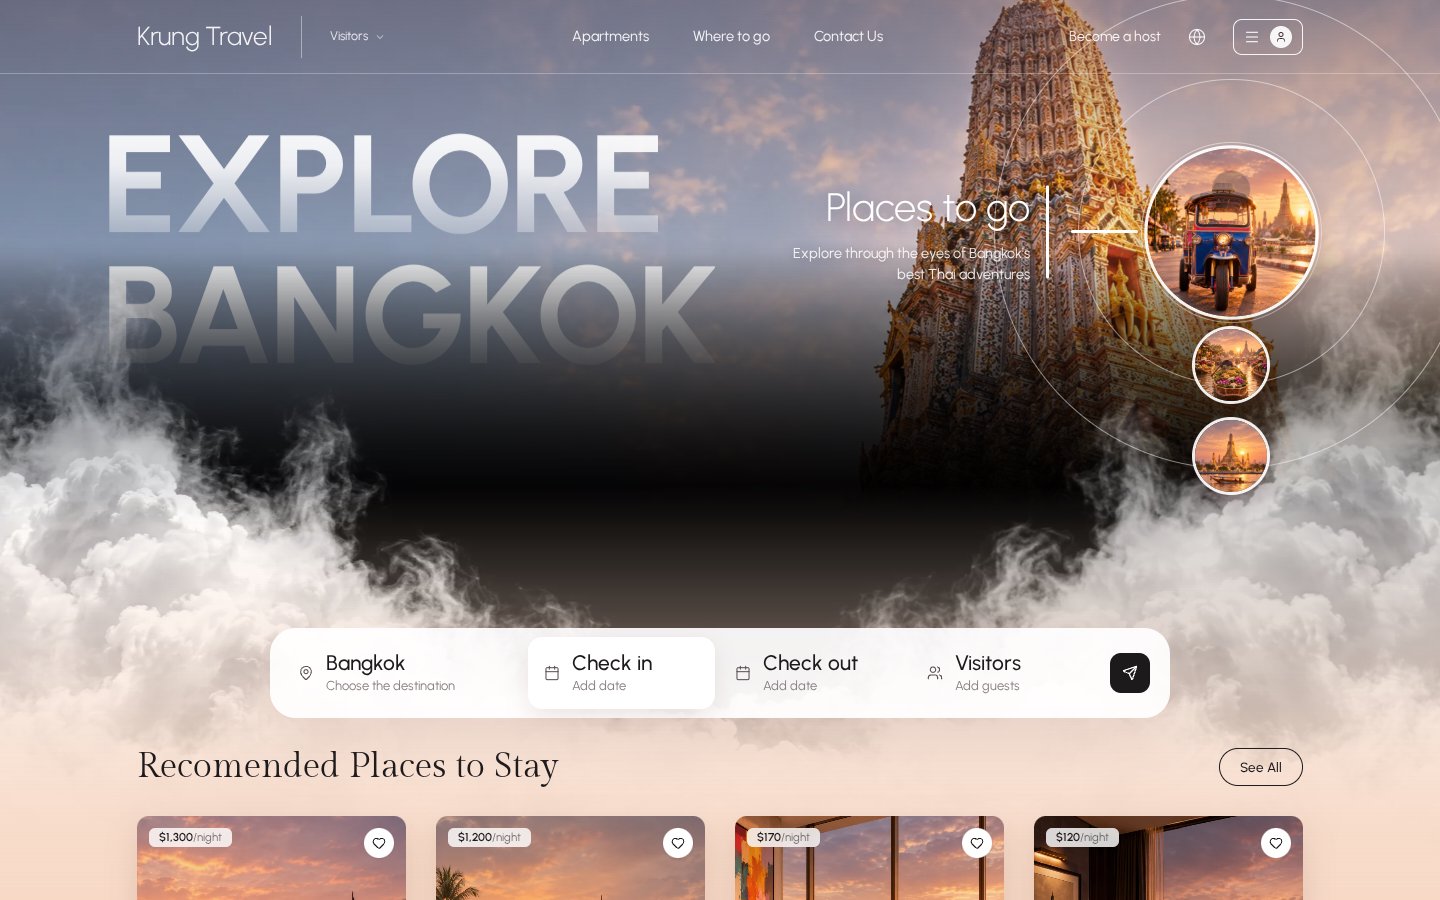 Krung Travel
Visitors
Apartments
Where to go
Contact Us
Become a host
EXPLORE
BANGKOK
Places to go
Explore through the eyes of Bangkok's
best Thai adventures
Bangkok
Choose the destination
Check in
Add date
Check out
Add date
Visitors
Add guests
Recomended Places to Stay
See All
$1,300/night
$1,200/night
$170/night
$120/night